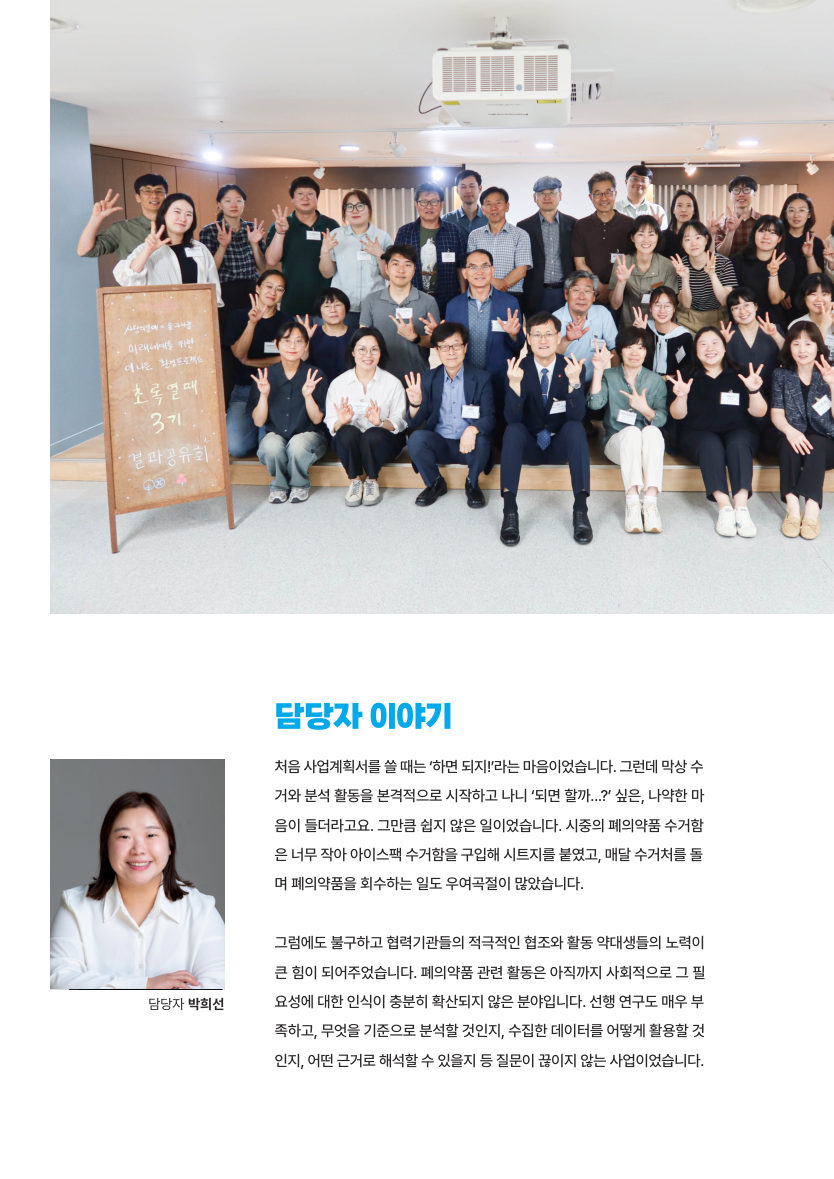 미래세대를 위한
초록열매
3기
결과공유회
담당자 이야기
처음 사업계획서를 쓸 때는 ‘하면 되지!’라는 마음이었습니다. 그런데 막상 수
거와 분석 활동을 본격적으로 시작하고 나니 ‘되면 할까…?’ 싶은, 나약한 마
음이 들더라고요. 그만큼 쉽지 않은 일이었습니다. 시중의 폐의약품 수거함
은 너무 작아 아이스팩 수거함을 구입해 시트지를 붙였고, 매달 수거처를 돌
며 폐의약품을 회수하는 일도 우여곡절이 많았습니다.
그럼에도 불구하고 협력기관들의 적극적인 협조와 활동 약대생들의 노력이
큰 힘이 되어주었습니다. 폐의약품 관련 활동은 아직까지 사회적으로 그 필
요성에 대한 인식이 충분히 확산되지 않은 분야입니다. 선행 연구도 매우 부
족하고, 무엇을 기준으로 분석할 것인지, 수집한 데이터를 어떻게 활용할 것
인지, 어떤 근거로 해석할 수 있을지 등 질문이 끊이지 않는 사업이었습니다.
담당자 박희선